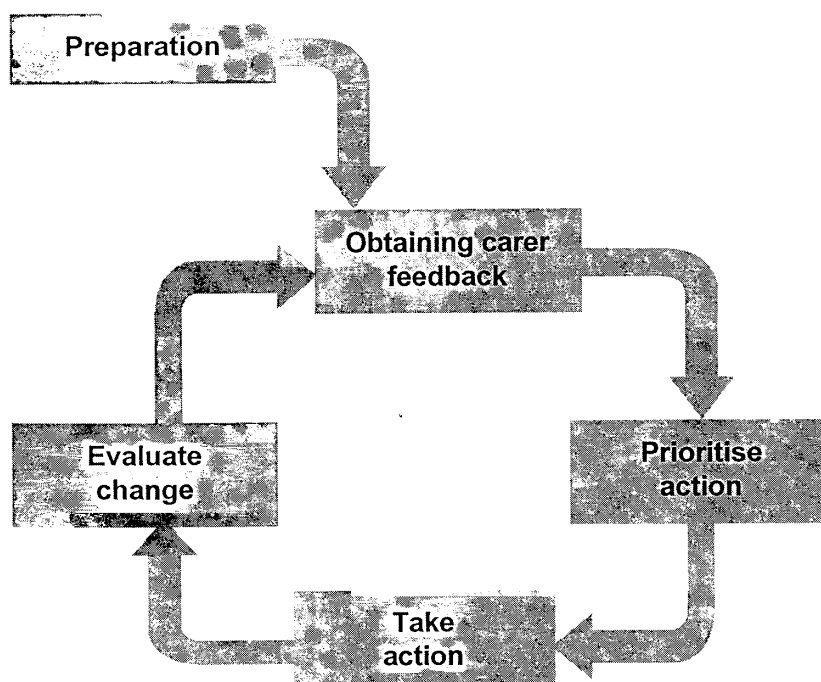 Preparation
Obtaining carer
feedback
Prioritise
action
Take
action
Evaluate
change